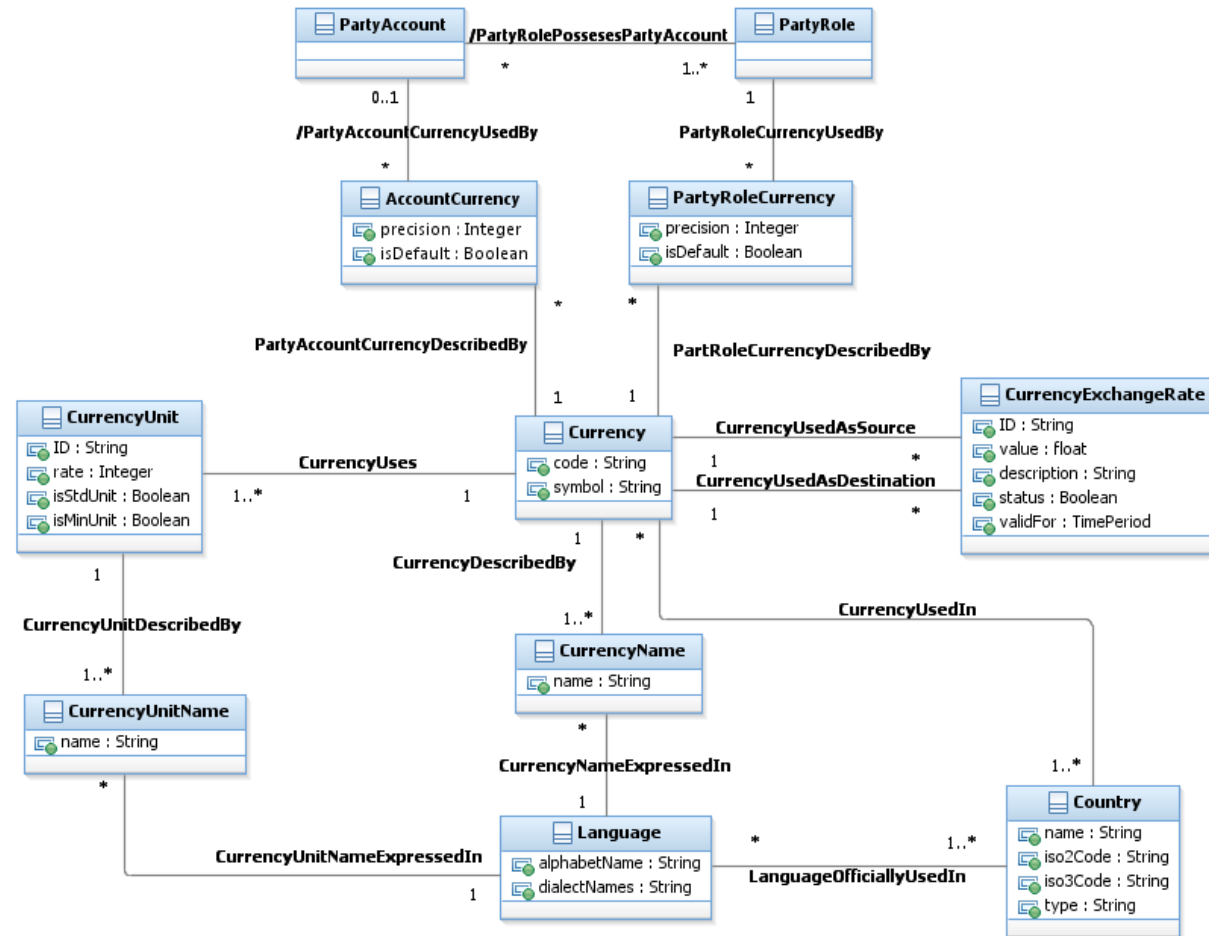 PartyAccount
/PartyRolePossesesPartyAccount
PartyRole
*
1..*
0..1
1
/PartyAccountCurrencyUsedBy
PartyRoleCurrencyUsedBy
*
*
AccountCurrency
precision : Integer
isDefault : Boolean
PartyRoleCurrency
precision : Integer
isDefault : Boolean
*
*
PartyAccountCurrencyDescribedBy
PartRoleCurrencyDescribedBy
1
1
CurrencyUnit
ID : String
rate : Integer
isStdUnit : Boolean
isMinUnit : Boolean
CurrencyUses
1..*
1
Currency
code : String
symbol : String
CurrencyUsedAsSource
1
*
CurrencyUsedAsDestination
1
*
CurrencyExchangeRate
ID : String
value : float
description : String
status : Boolean
validFor : TimePeriod
1
*
CurrencyDescribedBy
1
CurrencyUsedIn
CurrencyUnitDescribedBy
1..*
1..*
CurrencyName
name : String
CurrencyUnitName
name : String
*
*
CurrencyNameExpressedIn
1..*
1
Language
alphabetName : String
dialectNames : String
Country
name : String
iso2Code : String
iso3Code : String
type : String
*
1..*
CurrencyUnitNameExpressedIn
1
LanguageOfficiallyUsedIn